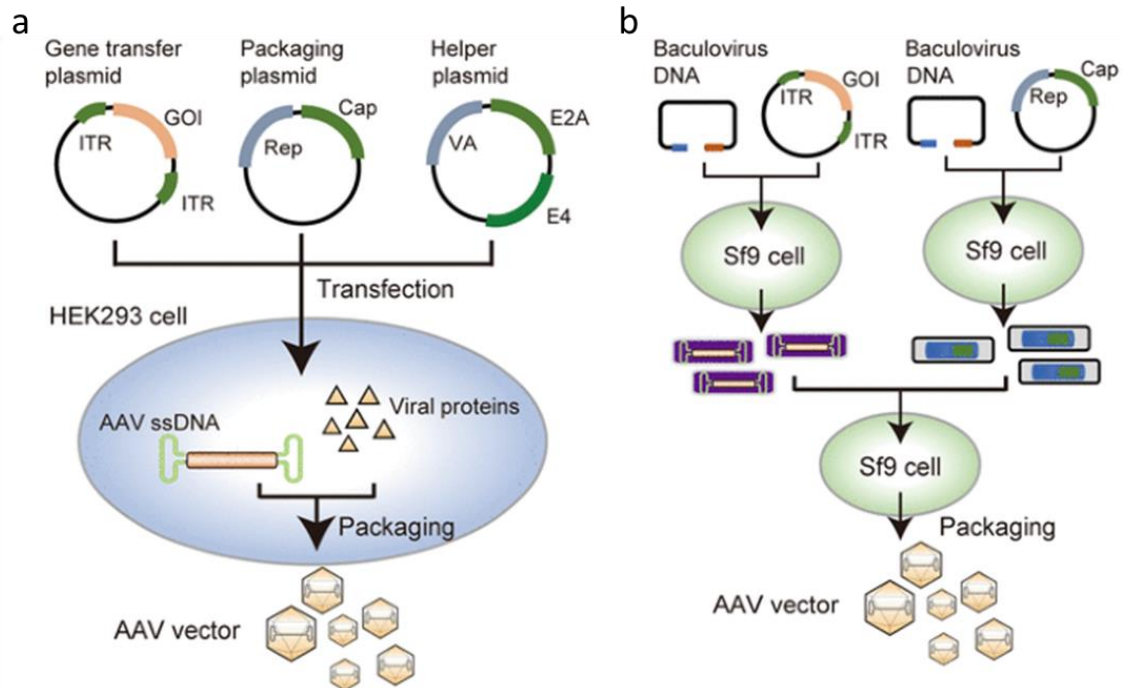 a
Gene transfer
plasmid
GOI
ITR
ITR
Packaging
plasmid
Cap
Rep
Helper
plasmid
VA
E2A
E4
Transfection
HEK293 cell
AAV ssDNA
Viral proteins
Packaging
AAV vector
b
Baculovirus
DNA
GOI
ITR
ITR
Baculovirus
DNA
Cap
Rep
Sf9 cell
Sf9 cell
Sf9 cell
Packaging
AAV vector